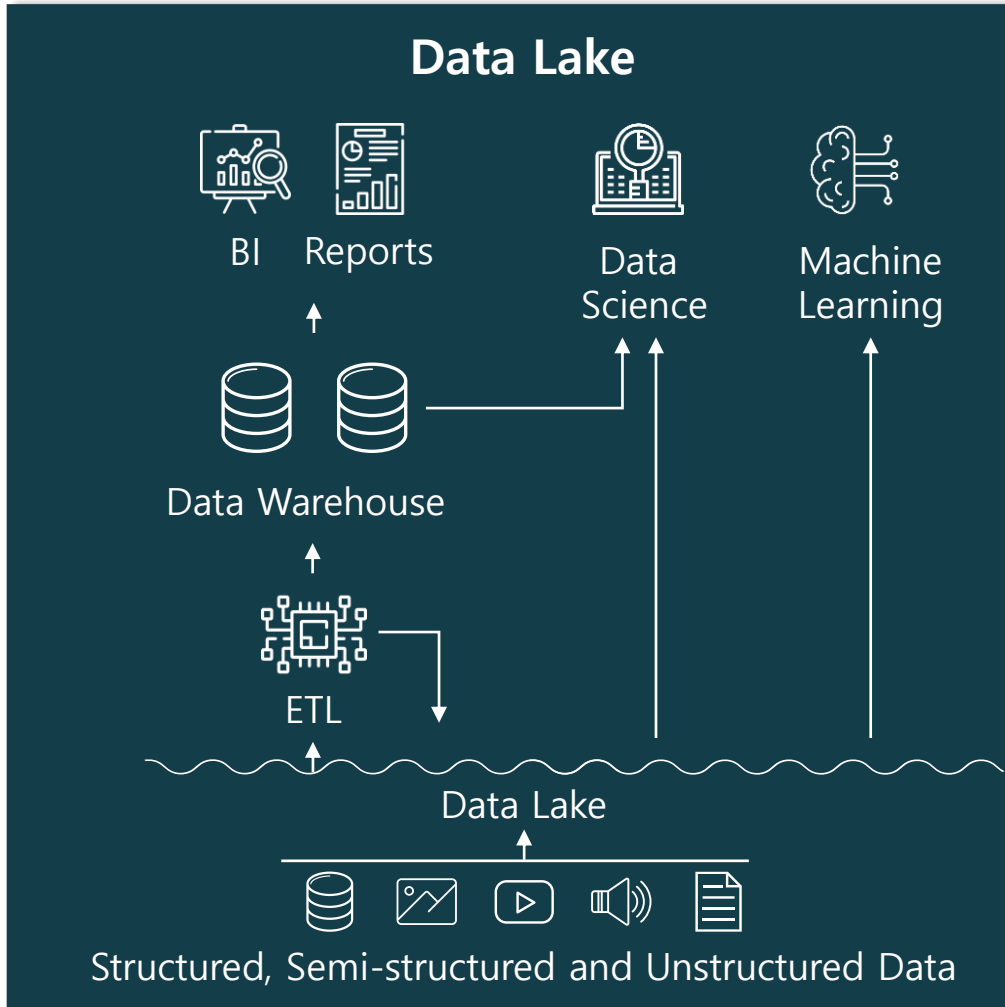 Data Lake
BI
Reports
Data
Science
Machine
Learning
Data Warehouse
ETL
Data Lake
Structured, Semi-structured and Unstructured Data